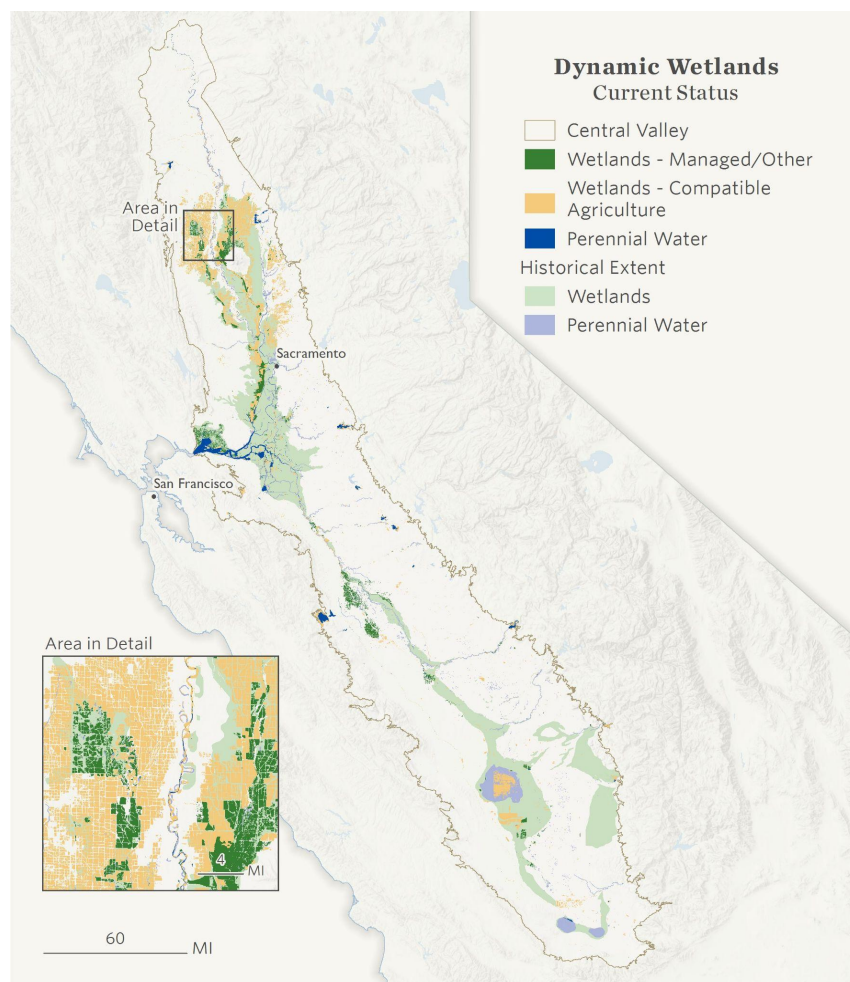 Dynamic Wetlands
Current Status
Central Valley
Wetlands - Managed/Other
Wetlands - Compatible
Agriculture
Perennial Water
Historical Extent
Wetlands
Perennial Water
Area in
Detail
Sacramento
San Francisco
Area in Detail
4
MI
60
MI